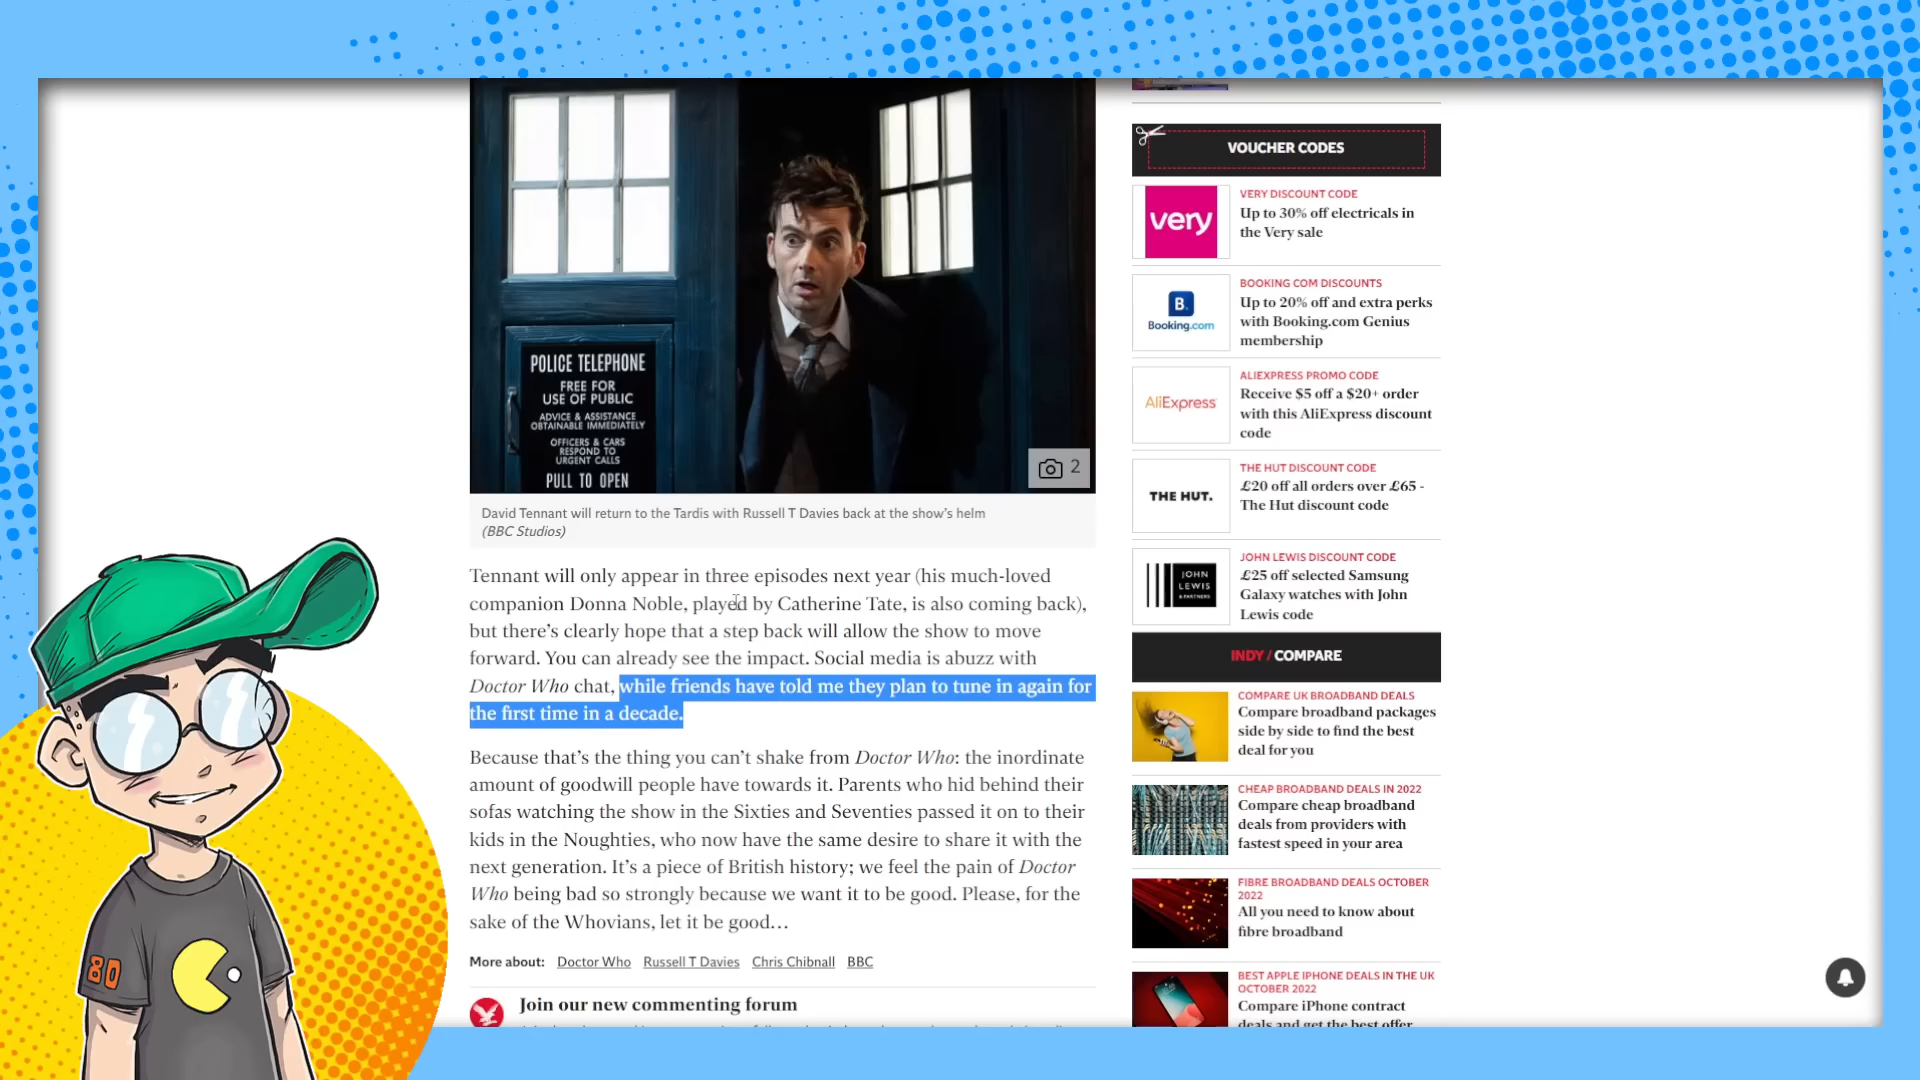 POLICE TELEPHONE
FREE FOR
USE OF PUBLIC
ADVICE & ASSISTANCE
OBTAINABLE IMMEDIATELY
OFFICERS & CARS
RESPOND TO
URGENT CALLS
PULL TO OPEN
2
David Tennant will return to the Tardis with Russell T Davies back at the show's helm
(BBC Studios)
Tennant will only appear in three episodes next year (his much-loved
companion Donna Noble, played by Catherine Tate, is also coming back),
but there's clearly hope that a step back will allow the show to move
forward. You can already see the impact. Social media is abuzz with
Doctor Who chat, while friends have told me they plan to tune in again for
the first time in a decade.
Because that's the thing you can't shake from Doctor Who: the inordinate
amount of goodwill people have towards it. Parents who hid behind their
sofas watching the show in the Sixties and Seventies passed it on to their
kids in the Noughties, who now have the same desire to share it with the
next generation. It's a piece of British history; we feel the pain of Doctor
Who being bad so strongly because we want it to be good. Please, for the
sake of the Whovians, let it be good…
More about: Doctor Who Russell T Davies Chris Chibnall BBC
Join our new commenting forum
VOUCHER CODES
very
VERY DISCOUNT CODE
Up to 30% off electricals in
the Very sale
B.
Booking.com
BOOKING COM DISCOUNTS
Up to 20% off and extra perks
with Booking.com Genius
membership
AliExpress
ALIEXPRESS PROMO CODE
Receive $5 off a $20+ order
with this AliExpress discount
code
THE HUT.
THE HUT DISCOUNT CODE
£20 off all orders over £65 -
The Hut discount code
JOHN
LEWIS
& PARTNERS
JOHN LEWIS DISCOUNT CODE
£25 off selected Samsung
Galaxy watches with John
Lewis code
INDY / COMPARE
COMPARE UK BROADBAND DEALS
Compare broadband packages
side by side to find the best
deal for you
CHEAP BROADBAND DEALS IN 2022
Compare cheap broadband
deals from providers with
fastest speed in your area
FIBRE BROADBAND DEALS OCTOBER
2022
All you need to know about
fibre broadband
BEST APPLE IPHONE DEALS IN THE UK
OCTOBER 2022
Compare iPhone contract
deals and get the best offer
80